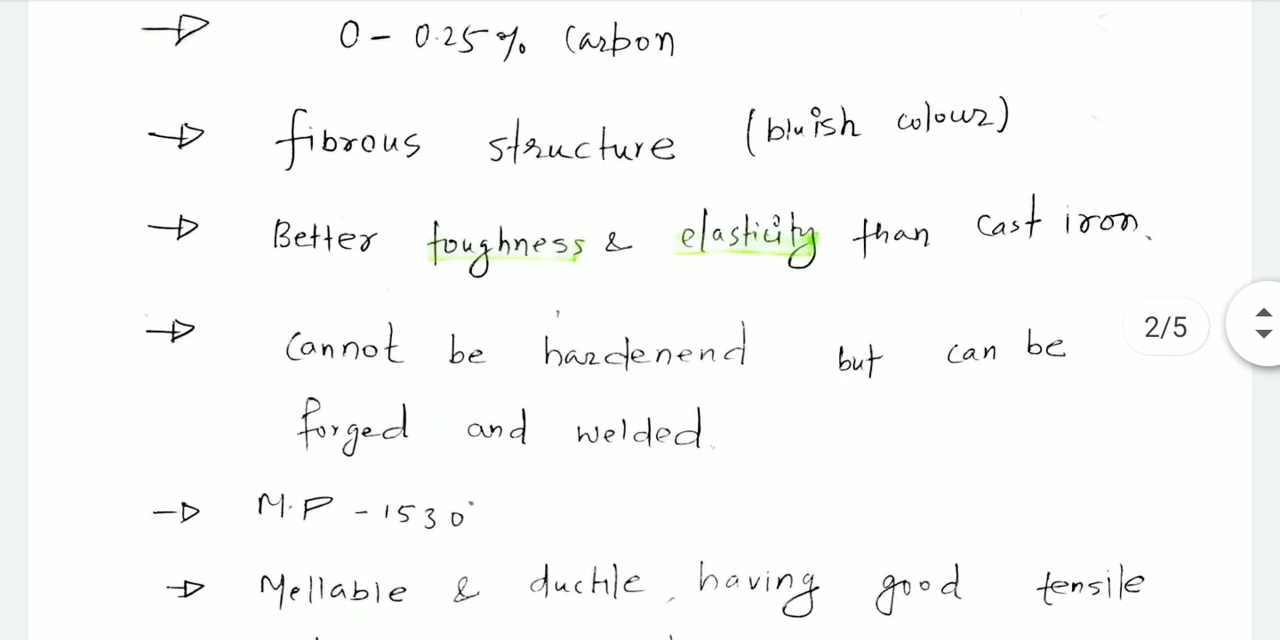 → 0 - 0.25% Carbon
→ fibrous structure (bluish colour)
→ Better toughness & elasticity than cast iron.
→ Cannot be hardenend but can be
forged and welded.
2/5
→ M.P - 1530°
→ Mellable & ductile, having good tensile